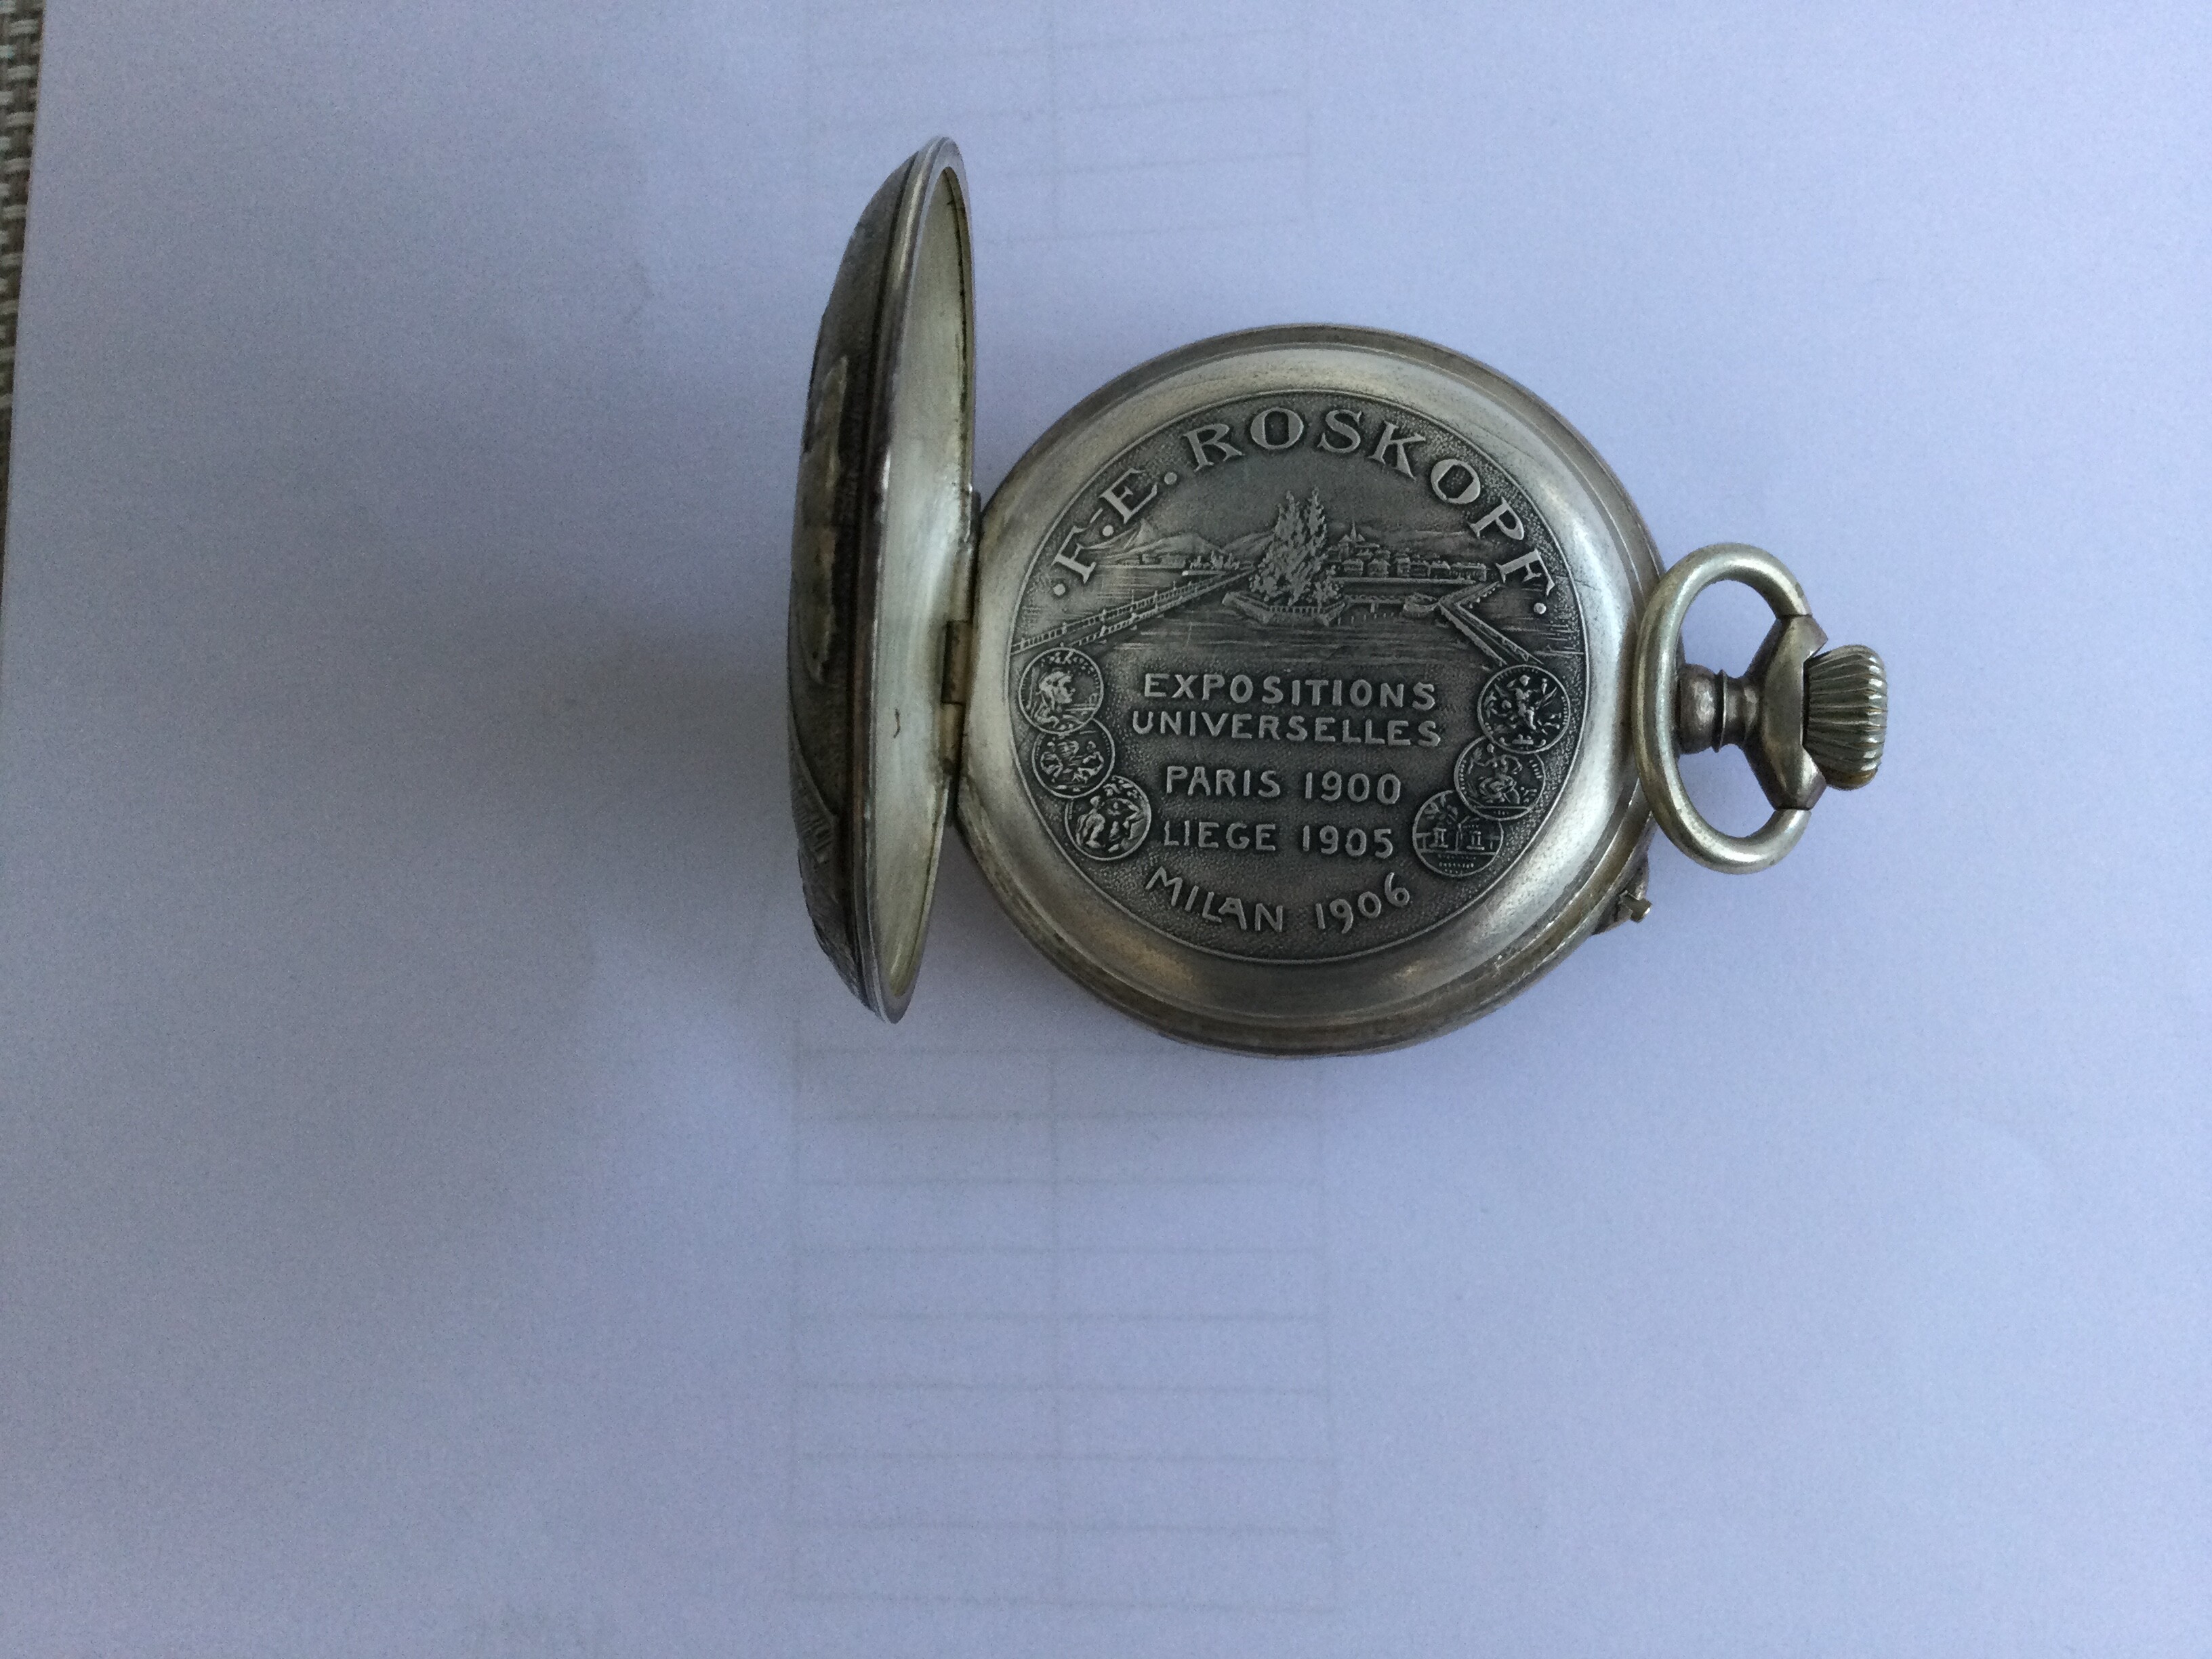 ·F·E·ROSKOPF·
EXPOSITIONS
UNIVERSELLES
PARIS 1900
LIEGE 1905
MILAN 1906